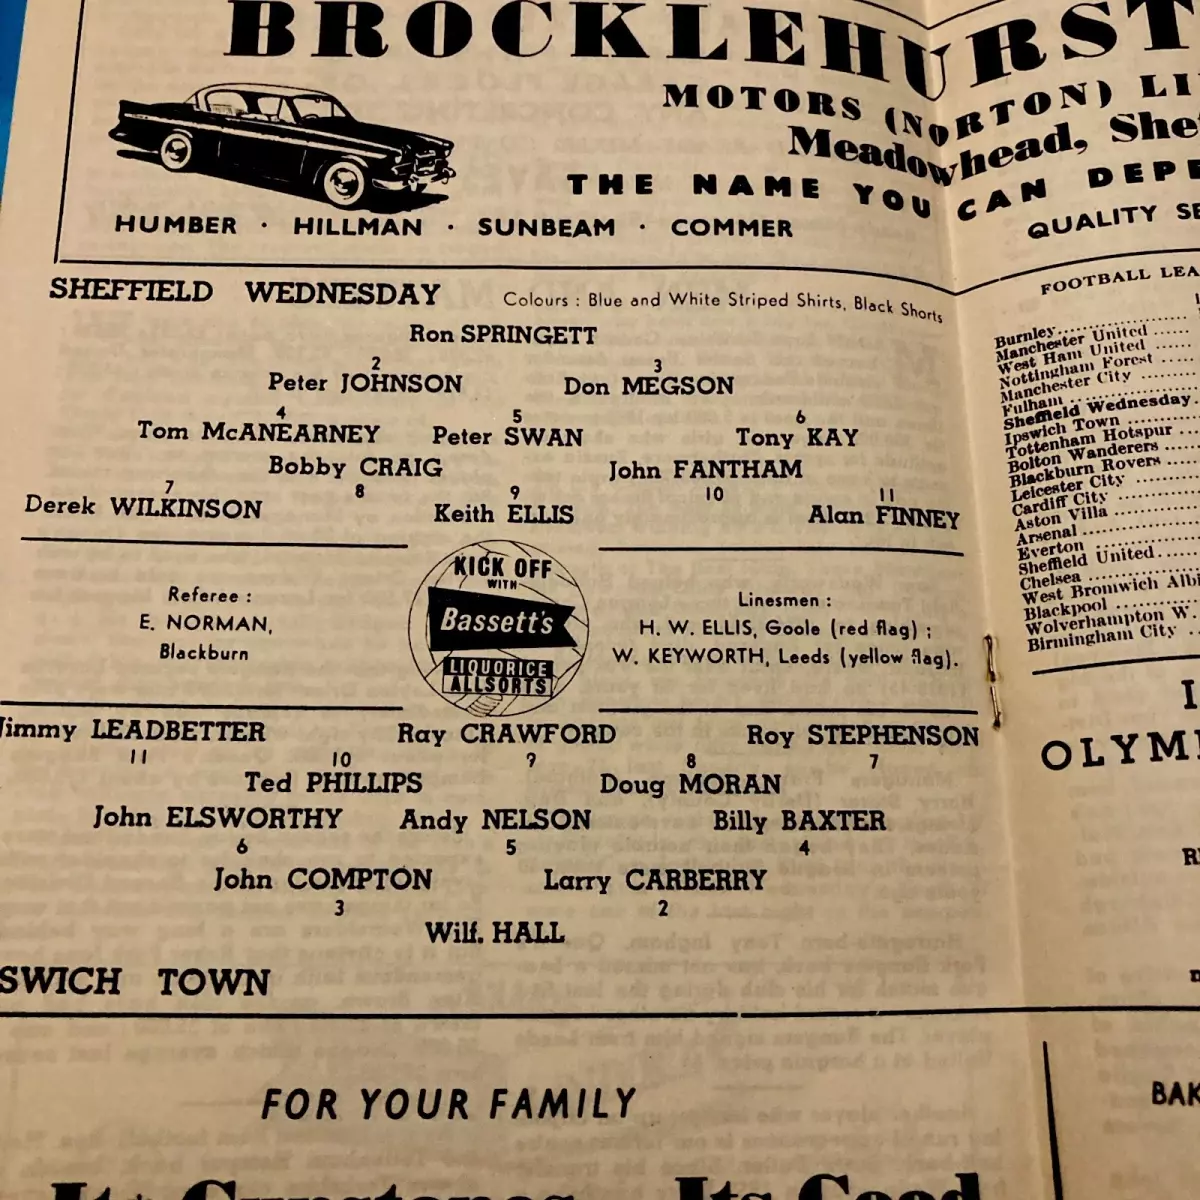 BROCKLEHURST
MOTORS (NORTON) LI
Meadowhead, She
THE NAME YOU CAN DEPE
QUALITY SE
HUMBER · HILLMAN · SUNBEAM · COMMER
SHEFFIELD WEDNESDAY
Colours : Blue and White Striped Shirts, Black Shorts
Ron SPRINGETT
2 3
Peter JOHNSON Don MEGSON
4 5 6
Tom McANEARNEY Peter SWAN Tony KAY
Bobby CRAIG John FANTHAM
7 8 9 10 11
Derek WILKINSON Keith ELLIS Alan FINNEY
Referee :
E. NORMAN,
Blackburn
KICK OFF
WITH
Bassett's
LIQUORICE
ALLSORTS
Linesmen :
H. W. ELLIS, Goole (red flag) ;
W. KEYWORTH, Leeds (yellow flag).
Jimmy LEADBETTER Ray CRAWFORD Roy STEPHENSON
11 10 9 8 7
Ted PHILLIPS Doug MORAN
John ELSWORTHY Andy NELSON Billy BAXTER
6 5 4
John COMPTON Larry CARBERRY
3 2
Wilf. HALL
SWICH TOWN
FOR YOUR FAMILY
FOOTBALL LEA
Burnley
Manchester United
West Ham United
Nottingham Forest
Manchester City
Fulham
Sheffield Wednesday
Ipswich Town
Tottenham Hotspur
Bolton Wanderers
Blackburn Rovers
Leicester City
Cardiff City
Aston Villa
Arsenal
Everton
Sheffield United
Chelsea
West Bromwich Albi
Blackpool
Wolverhampton W.
Birmingham City
OLYM
BAK